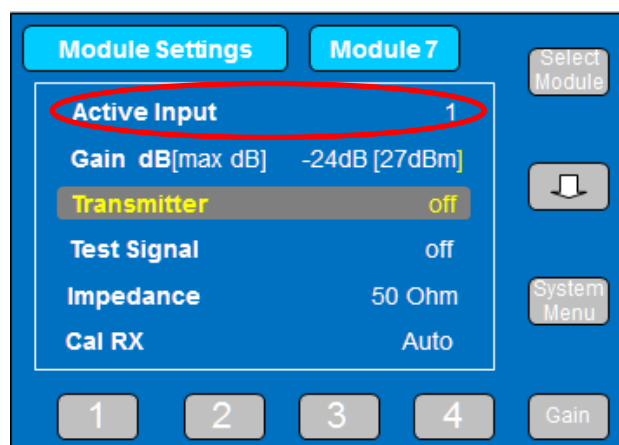 Module Settings
Module 7
Select
Module
Active Input 1
Gain dB[max dB] -24dB [27dBm]
Transmitter off
Test Signal off
Impedance 50 Ohm
System
Menu
Cal RX Auto
1 2 3 4 Gain